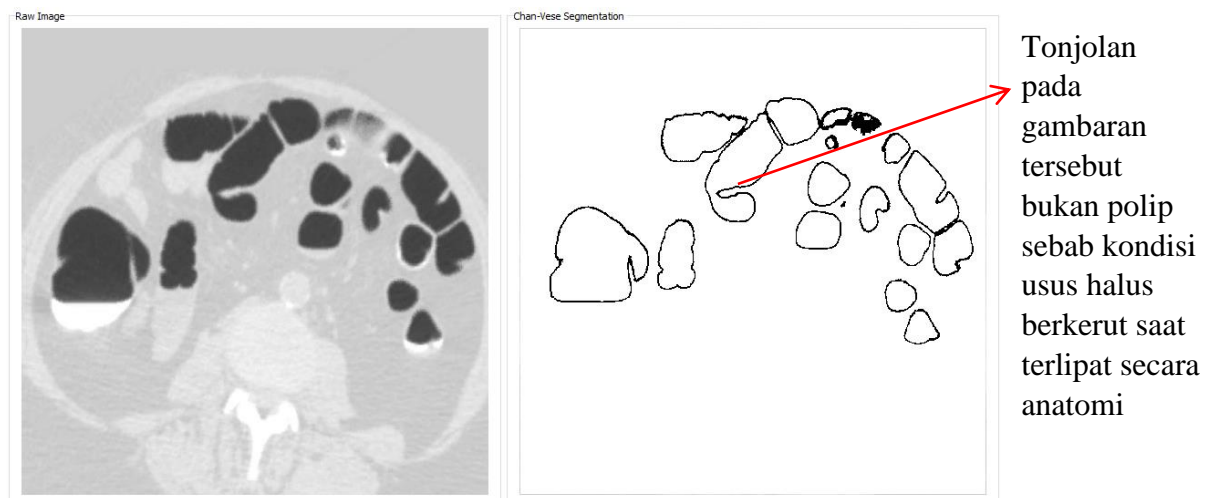 Raw Image
Chan-Vese Segmentation
Tonjolan
pada
gambaran
tersebut
bukan polip
sebab kondisi
usus halus
berkerut saat
terlipat secara
anatomi